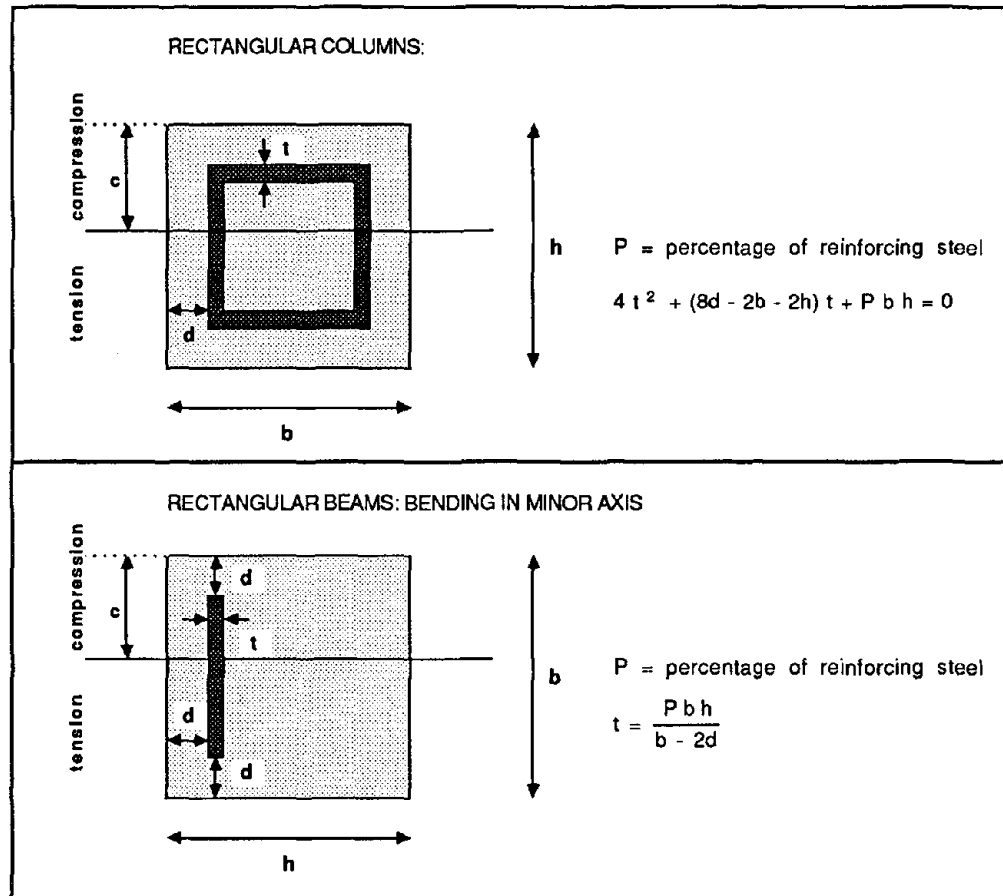 RECTANGULAR COLUMNS:
compression
tension
c
t
d
b
h
P = percentage of reinforcing steel
4 t² + (8d - 2b - 2h) t + P b h = 0
RECTANGULAR BEAMS: BENDING IN MINOR AXIS
compression
tension
c
d
t
d
d
h
b
P = percentage of reinforcing steel
t = P b h / b - 2d